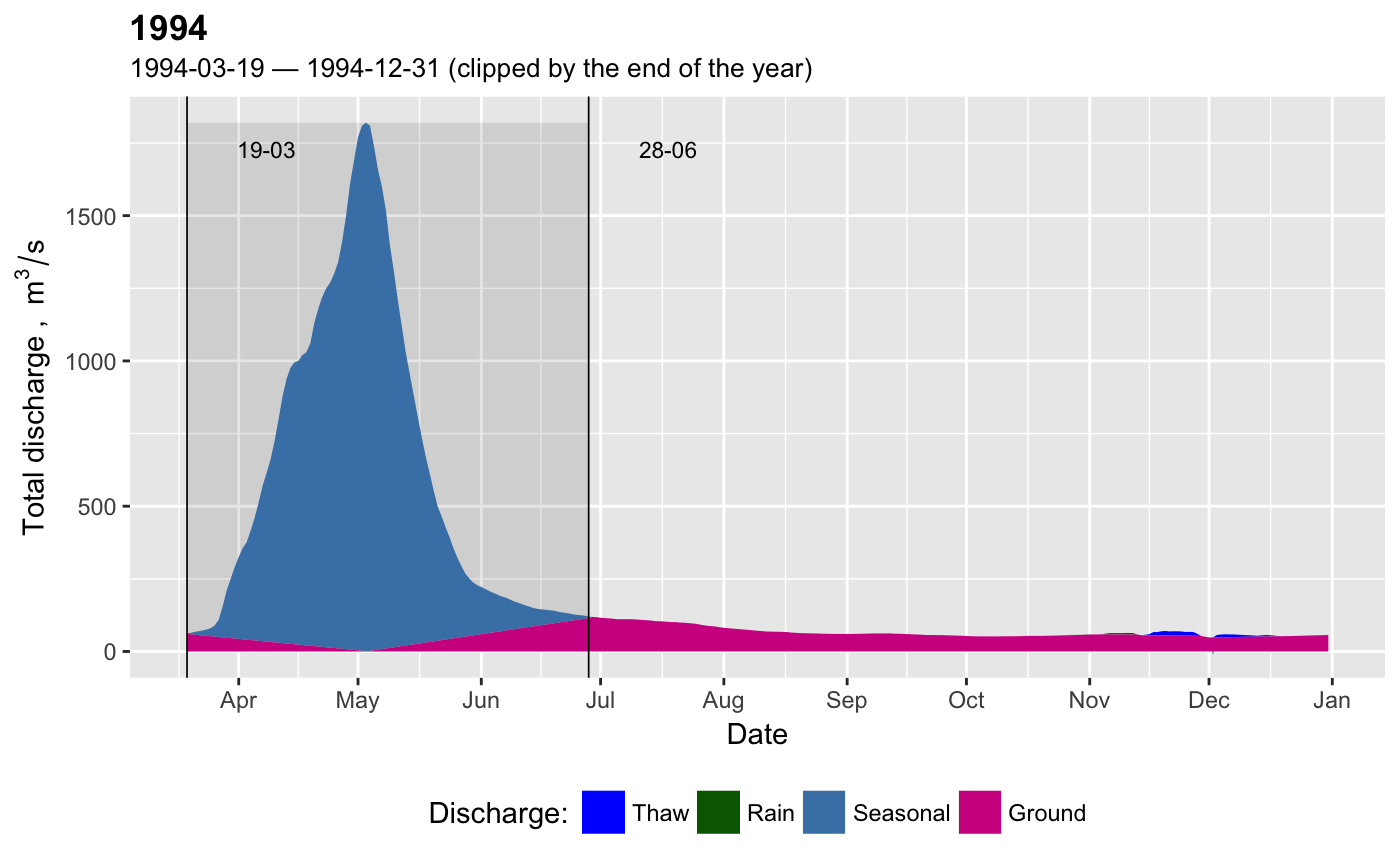 1994
1994-03-19 — 1994-12-31 (clipped by the end of the year)
19-03
28-06
Total discharge , m³/s
1500
1000
500
0
Apr May Jun Jul Aug Sep Oct Nov Dec Jan
Date
Discharge: Thaw Rain Seasonal Ground